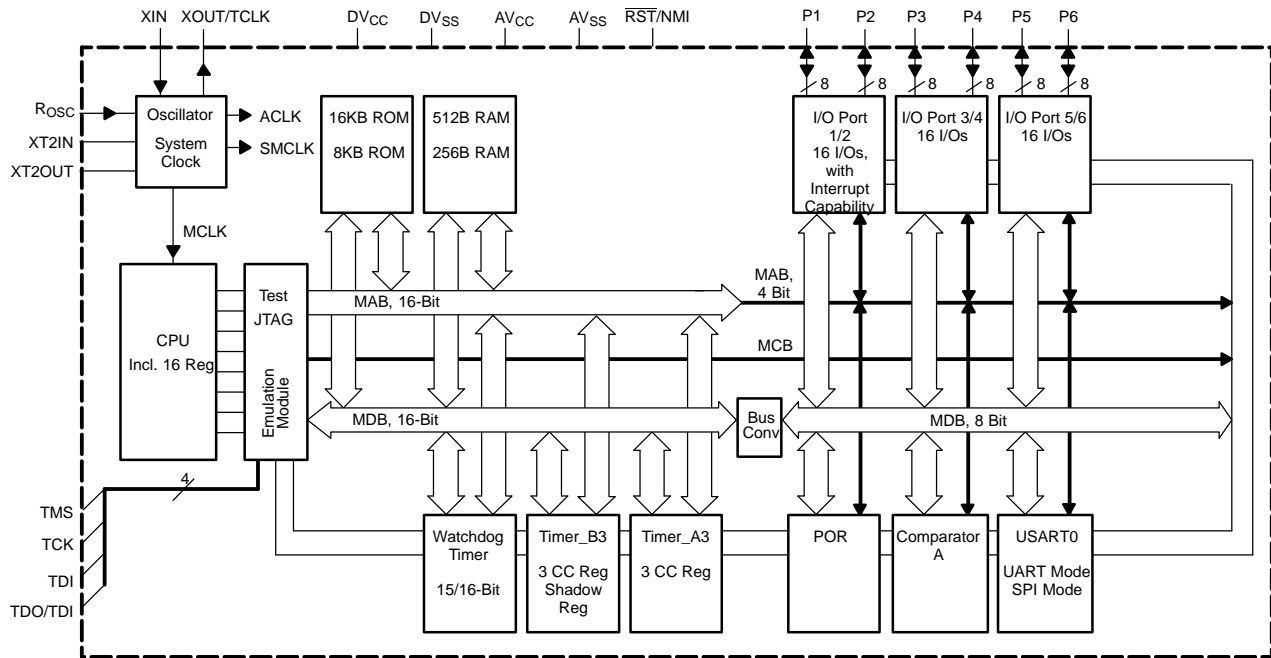 XIN
XOUT/TCLK
DVCC
DVSS
AVCC
AVSS
RST/NMI
P1
P2
P3
P4
P5
P6
8
8
8
8
8
8
ROSC
XT2IN
XT2OUT
Oscillator
System
Clock
ACLK
SMCLK
16KB ROM
8KB ROM
512B RAM
256B RAM
I/O Port
1/2
16 I/Os,
with
Interrupt
Capability
I/O Port 3/4
16 I/Os
I/O Port 5/6
16 I/Os
MCLK
CPU
Incl. 16 Reg
Test
JTAG
Emulation
Module
MAB, 16-Bit
MAB,
4 Bit
MCB
MDB, 16-Bit
Bus
Conv
MDB, 8 Bit
4
TMS
TCK
TDI
TDO/TDI
Watchdog
Timer
15/16-Bit
Timer_B3
3 CC Reg
Shadow
Reg
Timer_A3
3 CC Reg
POR
Comparator
A
USART0
UART Mode
SPI Mode